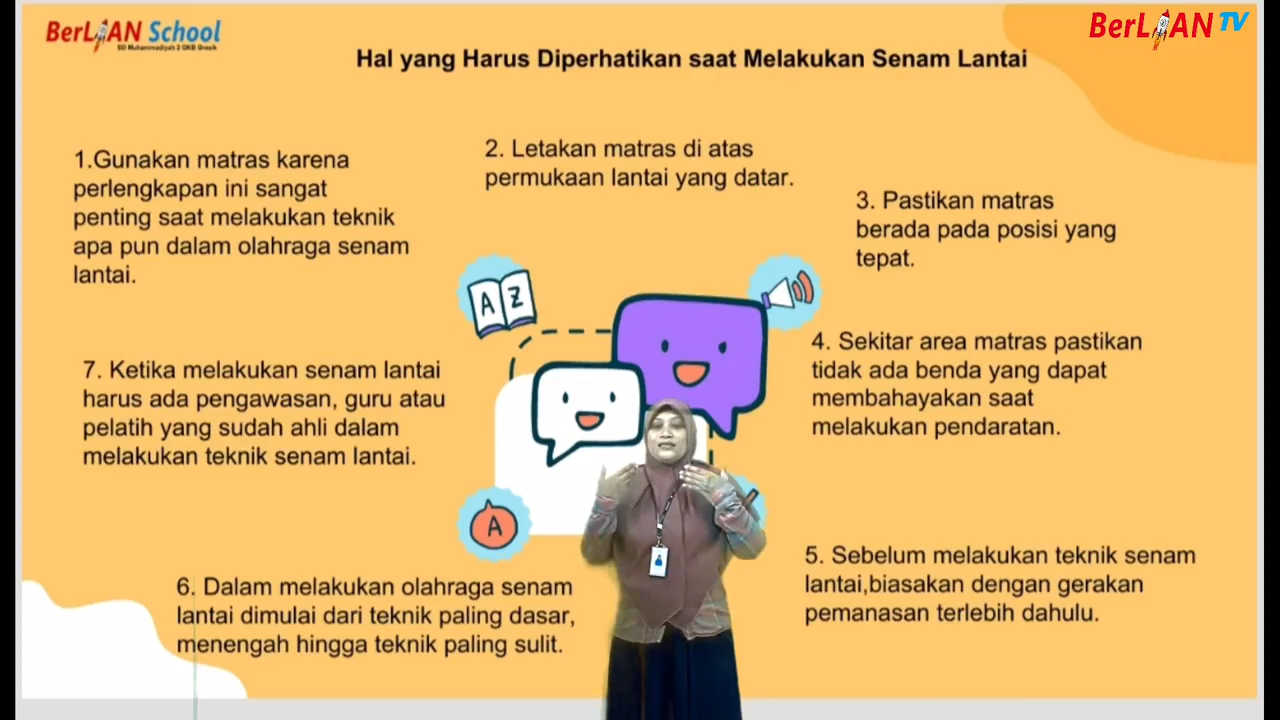 BerLIAN School
SD Muhammadiyah 2 GKB Gresik
BerLIAN TV
Hal yang Harus Diperhatikan saat Melakukan Senam Lantai
1.Gunakan matras karena
perlengkapan ini sangat
penting saat melakukan teknik
apa pun dalam olahraga senam
lantai.
2. Letakan matras di atas
permukaan lantai yang datar.
3. Pastikan matras
berada pada posisi yang
tepat.
4. Sekitar area matras pastikan
tidak ada benda yang dapat
membahayakan saat
melakukan pendaratan.
5. Sebelum melakukan teknik senam
lantai,biasakan dengan gerakan
pemanasan terlebih dahulu.
6. Dalam melakukan olahraga senam
lantai dimulai dari teknik paling dasar,
menengah hingga teknik paling sulit.
7. Ketika melakukan senam lantai
harus ada pengawasan, guru atau
pelatih yang sudah ahli dalam
melakukan teknik senam lantai.
A Z
A